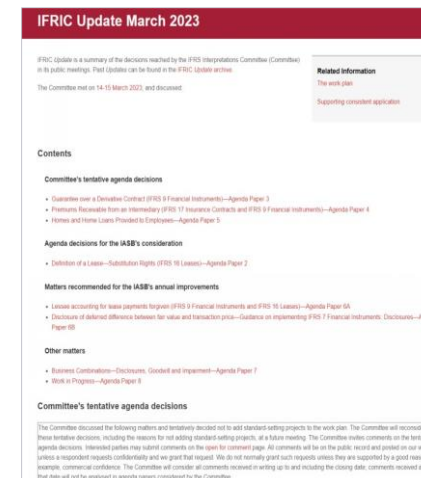 IFRIC Update March 2023
IFRIC Update is a summary of the decisions reached by the IFRS Interpretations Committee (Committee)
in its public meetings. Past Updates can be found in the IFRIC Update archive.
The Committee met on 14-15 March 2023, and discussed:
Related Information
The work plan
Supporting consistent application
Contents
Committee's tentative agenda decisions
Guarantee over a Derivative Contract (IFRS 9 Financial Instruments)—Agenda Paper 3
Premiums Receivable from an Intermediary (IFRS 17 Insurance Contracts and IFRS 9 Financial Instruments)—Agenda Paper 4
Homes and Home Loans Provided to Employees—Agenda Paper 5
Agenda decisions for the IASB's consideration
Definition of a Lease—Substitution Rights (IFRS 16 Leases)—Agenda Paper 2
Matters recommended for the IASB's annual improvements
Lessee accounting for lease payments forgiven (IFRS 9 Financial Instruments and IFRS 16 Leases)—Agenda Paper 6A
Disclosure of deferred difference between fair value and transaction price—Guidance on implementing IFRS 7 Financial Instruments: Disclosures—A
Paper 6B
Other matters
Business Combinations—Disclosures, Goodwill and Impairment—Agenda Paper 7
Work in Progress—Agenda Paper 8
Committee's tentative agenda decisions
The Committee discussed the following matters and tentatively decided not to add standard-setting projects to the work plan. The Committee will reconsid
these tentative decisions, including the reasons for not adding standard-setting projects, at a future meeting. The Committee invites comments on the tent
agenda decisions. Interested parties may submit comments on the open for comment page. All comments will be on the public record and posted on our w
unless a respondent requests confidentiality and we grant that request. We do not normally grant such requests unless they are supported by a good reas
example, commercial confidence. The Committee will consider all comments received in writing up to and including the closing date; comments received a
that date will not be analysed in agenda papers considered by the Committee.